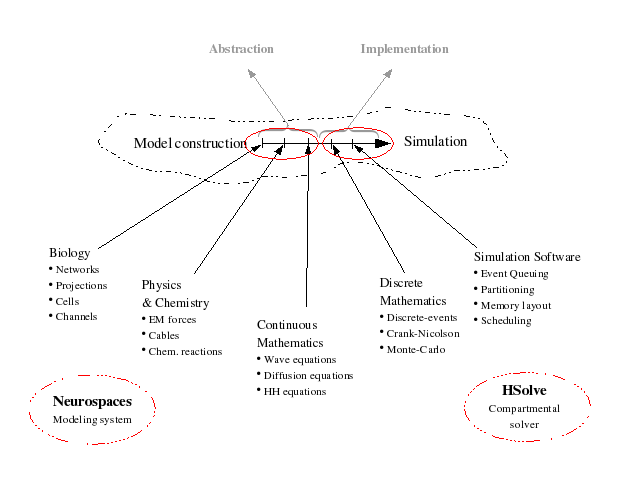 Abstraction
Implementation
Model construction
Simulation
Biology
• Networks
• Projections
• Cells
• Channels
Physics
& Chemistry
• EM forces
• Cables
• Chem. reactions
Continuous
Mathematics
• Wave equations
• Diffusion equations
• HH equations
Discrete
Mathematics
• Discrete-events
• Crank-Nicolson
• Monte-Carlo
Simulation Software
• Event Queuing
• Partitioning
• Memory layout
• Scheduling
Neurospaces
Modeling system
HSolve
Compartmental
solver